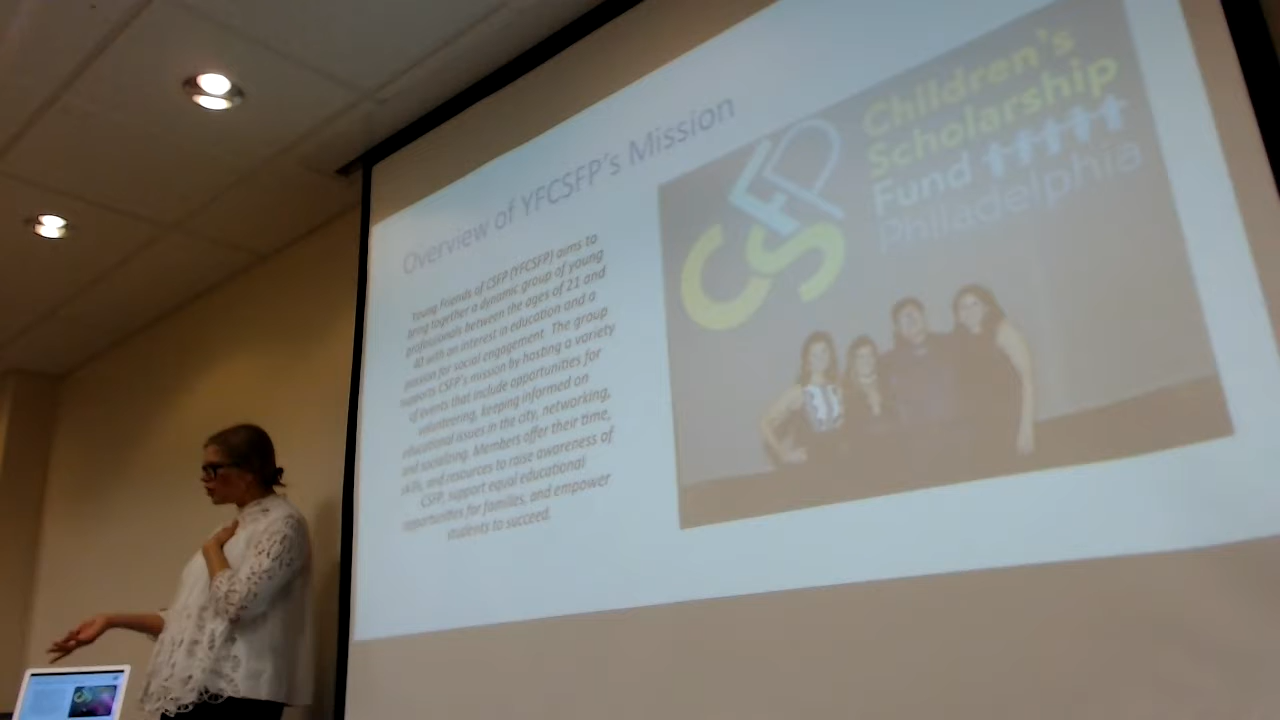 Overview of YFCSFP's Mission
Young Friends of CSFP (YFCSFP) aims to
bring together a dynamic group of young
professionals between the ages of 21 and
40 with an interest in education and a
passion for social engagement. The group
supports CSFP's mission by hosting a variety
of events that include opportunities for
volunteering, keeping informed on
educational issues in the city, networking,
and socializing. Members offer their time,
skills, and resources to raise awareness of
CSFP, support equal educational
opportunities for families, and empower
students to succeed.
CSFP
Children's
Scholarship
Fund
Philadelphia